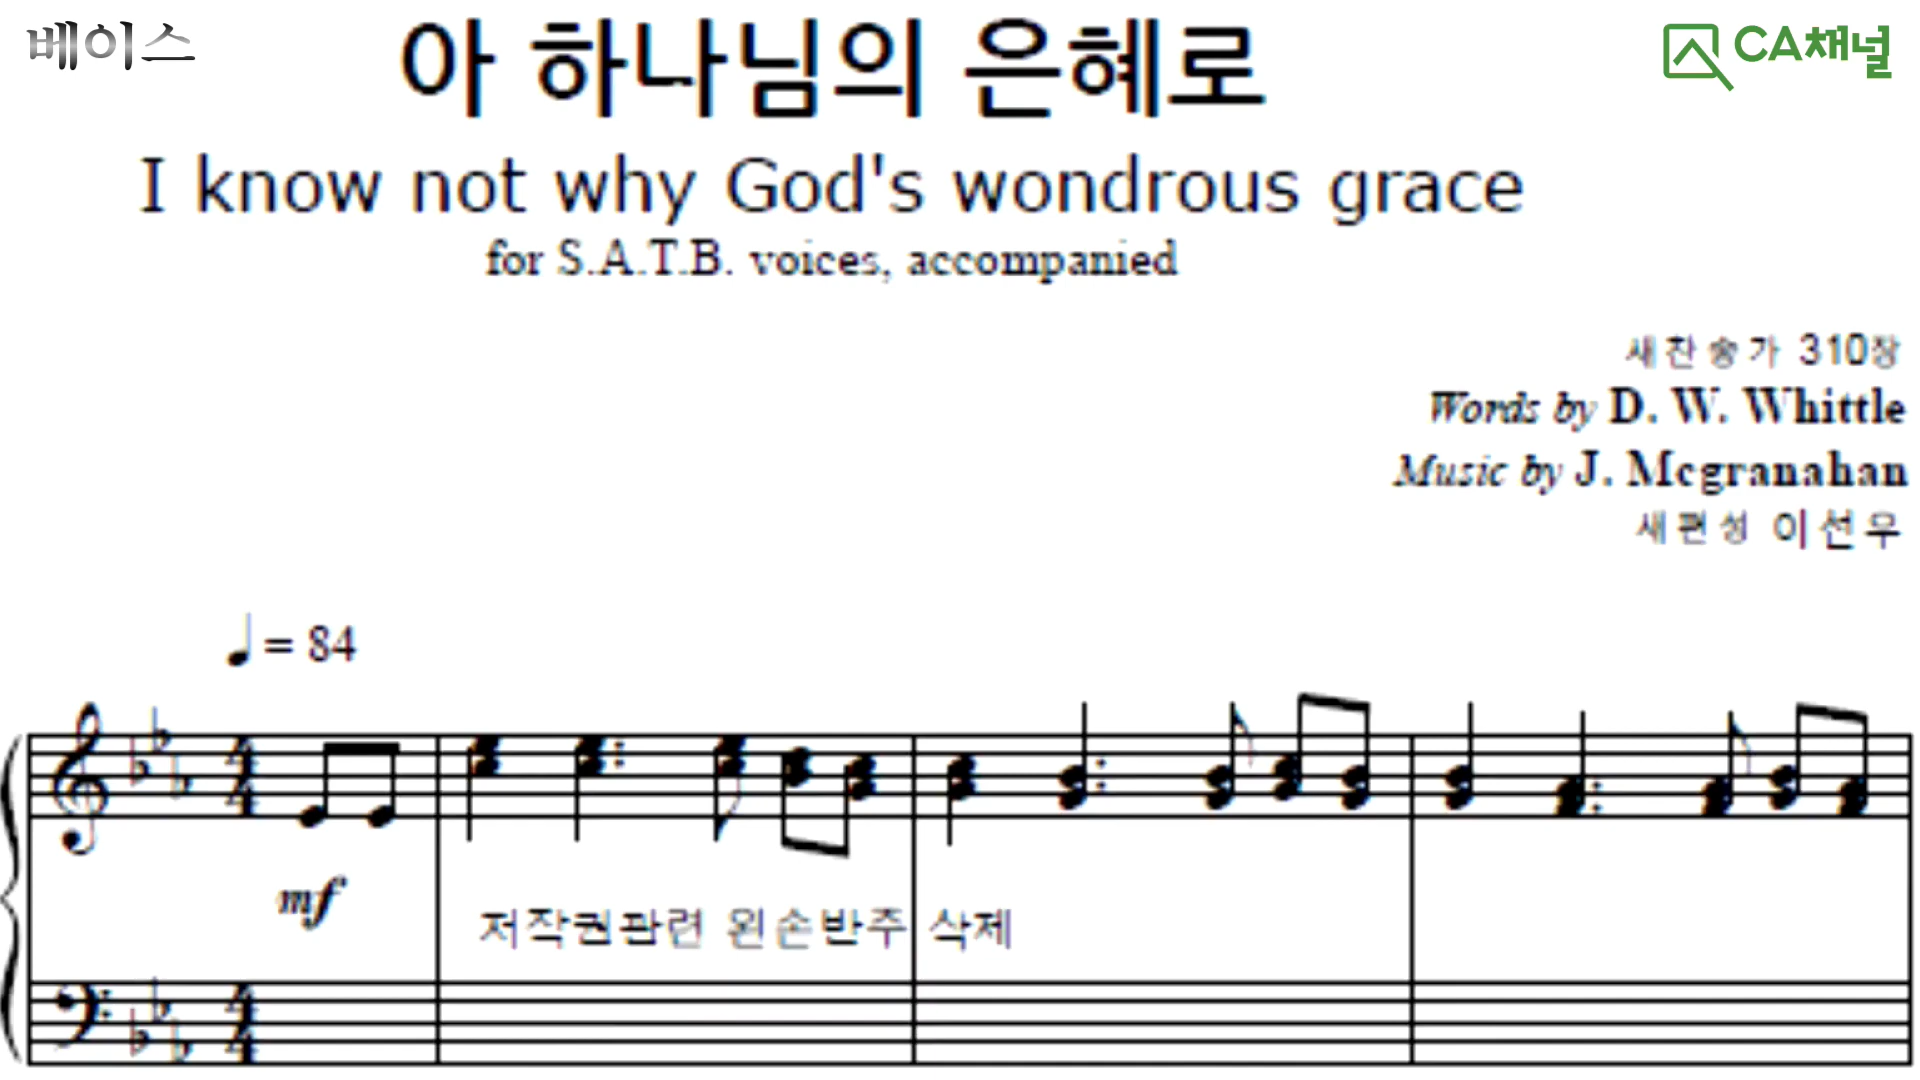 베이스
CA채널
아 하나님의 은혜로
I know not why God's wondrous grace
for S.A.T.B. voices, accompanied
새찬송가 310장
Words by D. W. Whittle
Music by J. Mcgranahan
새편성 이선우
♩ = 84
mf
저작권관련 왼손반주 삭제